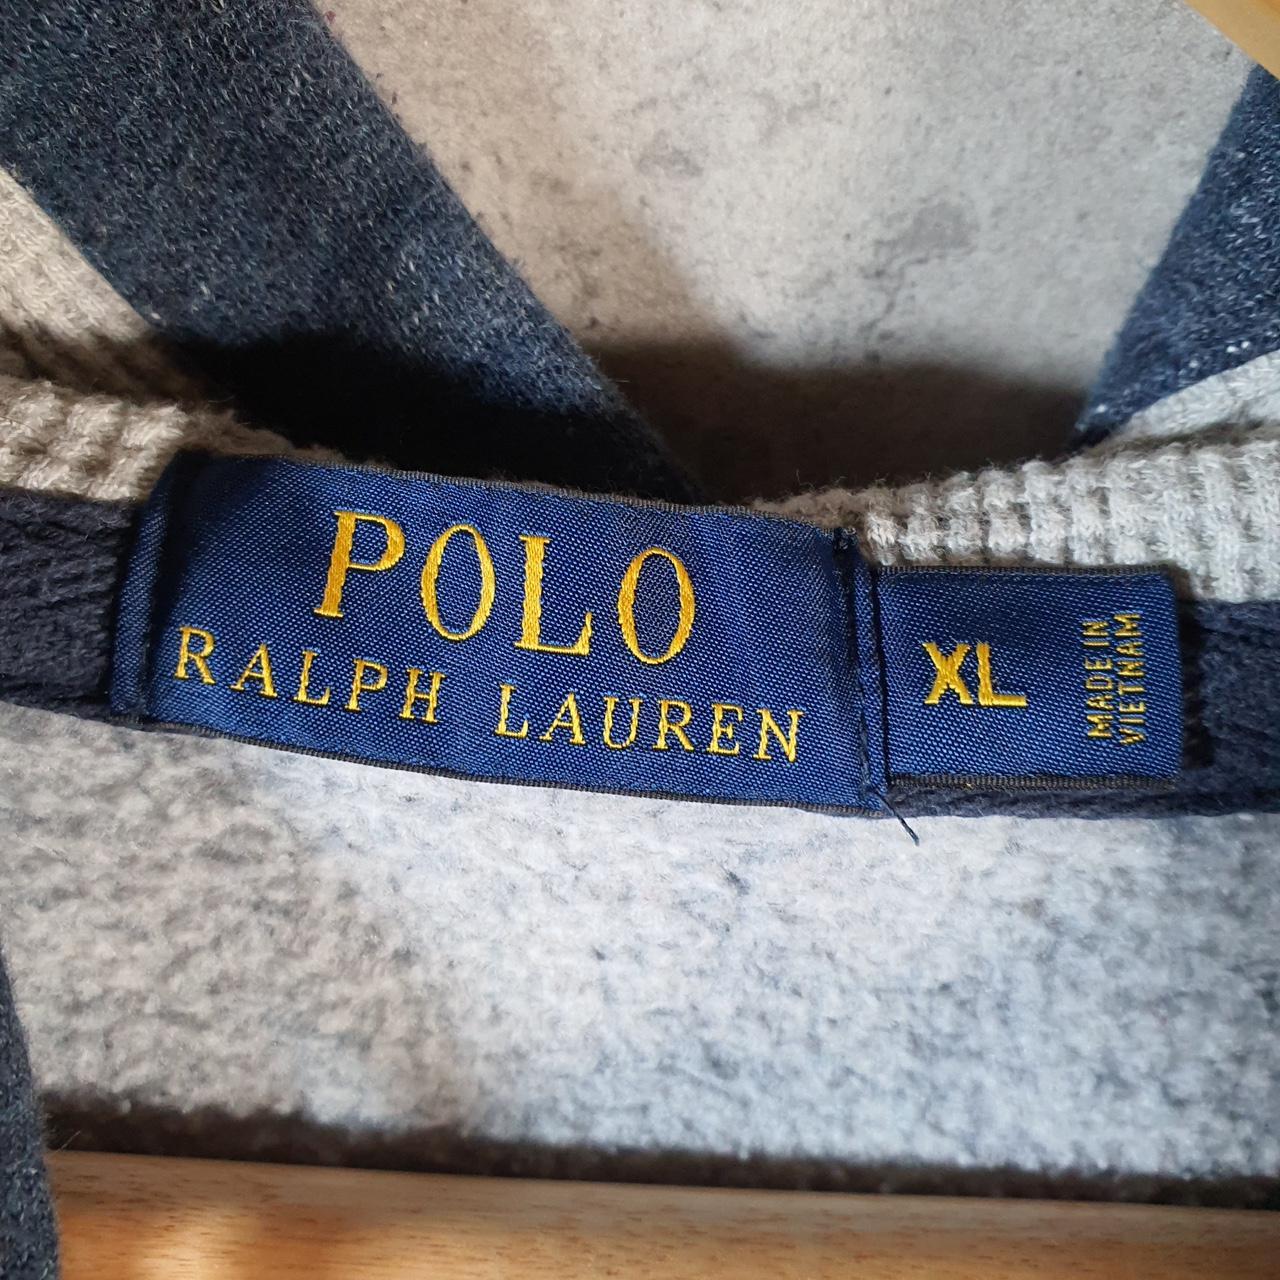 POLO
RALPH LAUREN
XL
MADE IN
VIETNAM